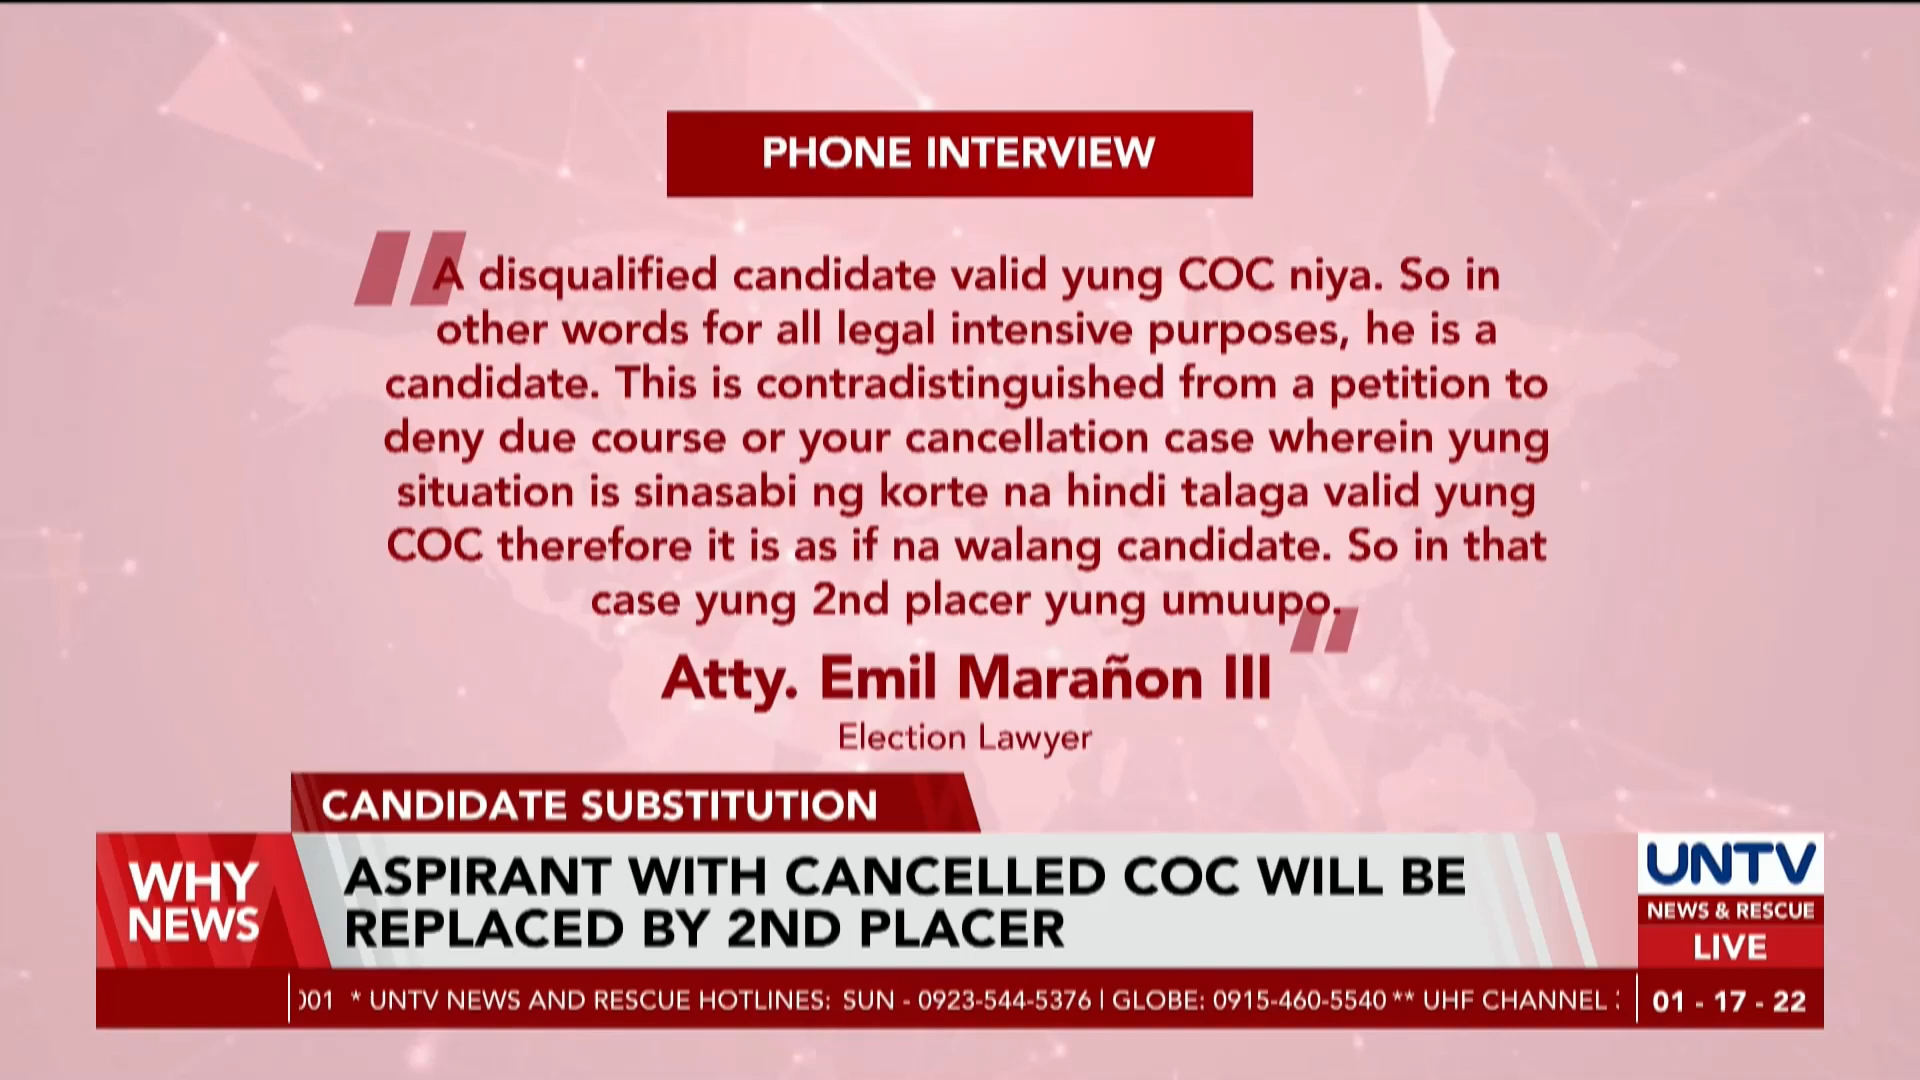 PHONE INTERVIEW
A disqualified candidate valid yung COC niya. So in
other words for all legal intensive purposes, he is a
candidate. This is contradistinguished from a petition to
deny due course or your cancellation case wherein yung
situation is sinasabi ng korte na hindi talaga valid yung
COC therefore it is as if na walang candidate. So in that
case yung 2nd placer yung umuupo.
Atty. Emil Marañon III
Election Lawyer
CANDIDATE SUBSTITUTION
WHY
NEWS
ASPIRANT WITH CANCELLED COC WILL BE
REPLACED BY 2ND PLACER
UNTV
NEWS & RESCUE
LIVE
001 * UNTV NEWS AND RESCUE HOTLINES: SUN - 0923-544-5376 | GLOBE: 0915-460-5540 ** UHF CHANNEL
01 - 17 - 22